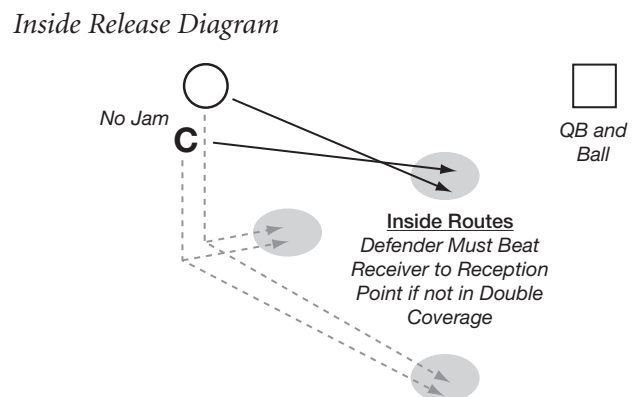 Inside Release Diagram
No Jam
C
QB and
Ball
Inside Routes
Defender Must Beat
Receiver to Reception
Point if not in Double
Coverage